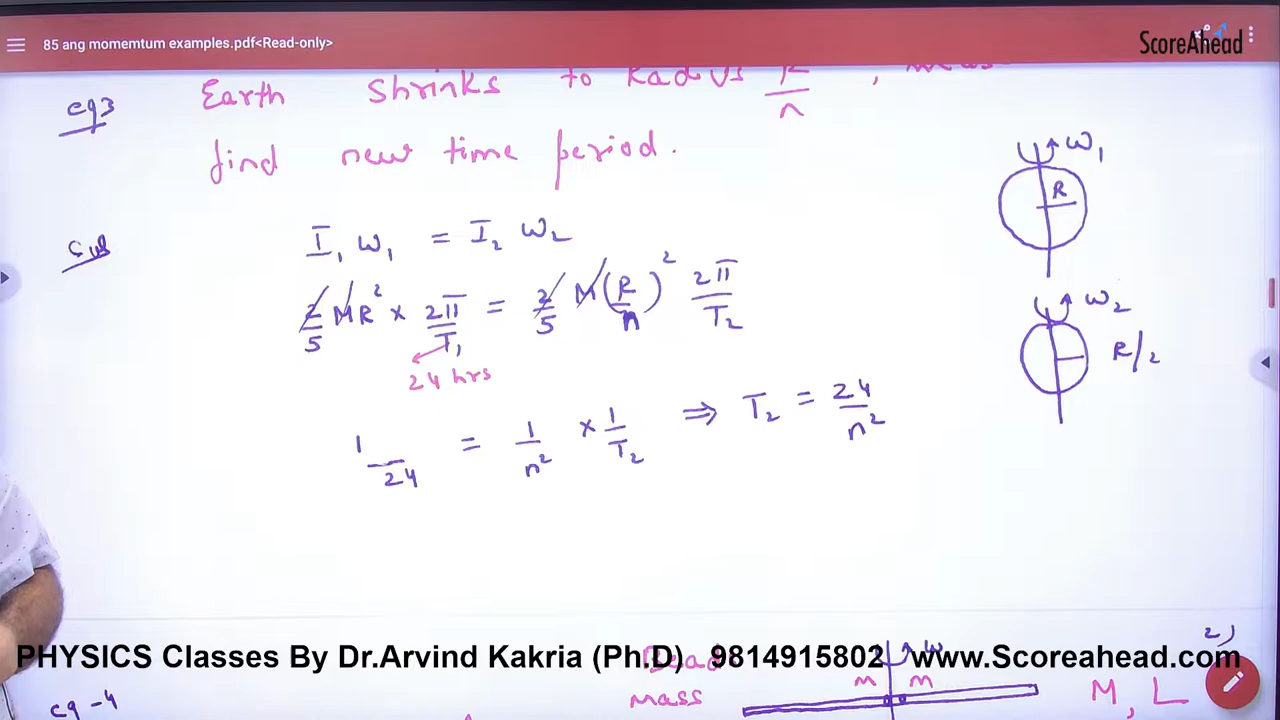 85 ang momemtum examples.pdf<Read-only>
ScoreAhead
eg3 Earth Shrinks to Radius R/n,
find new time period.
ω₁
R
Sol
I₁ ω₁ = I₂ ω₂
2/5 MR² × 2π/T₁ = 2/5 M(R/n)² 2π/T₂
ω₂
R/2
24 hrs
1/24 = 1/n² × 1/T₂ ⇒ T₂ = 24/n²
2)
PHYSICS Classes By Dr.Arvind Kakria (Ph.D) 9814915802 www.Scoreahead.com
ω
m m
mass
M, L
eg-4